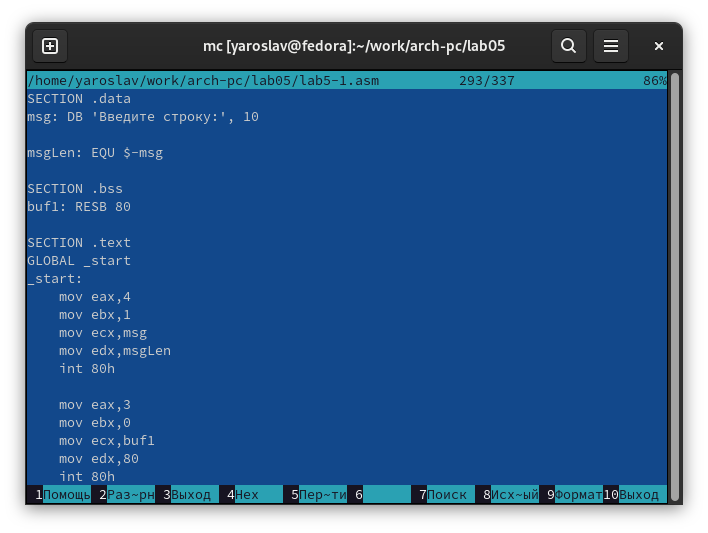 mc [yaroslav@fedora]:~/work/arch-pc/lab05
/home/yaroslav/work/arch-pc/lab05/lab5-1.asm 293/337 86%
SECTION .data
msg: DB 'Введите строку:', 10
msgLen: EQU $-msg
SECTION .bss
buf1: RESB 80
SECTION .text
GLOBAL _start
_start:
mov eax,4
mov ebx,1
mov ecx,msg
mov edx,msgLen
int 80h
mov eax,3
mov ebx,0
mov ecx,buf1
mov edx,80
int 80h
1Помощь 2Раз~рн 3Выход 4Hex 5Пер~ти 6 7Поиск 8Исх~ый 9Формат 10Выход